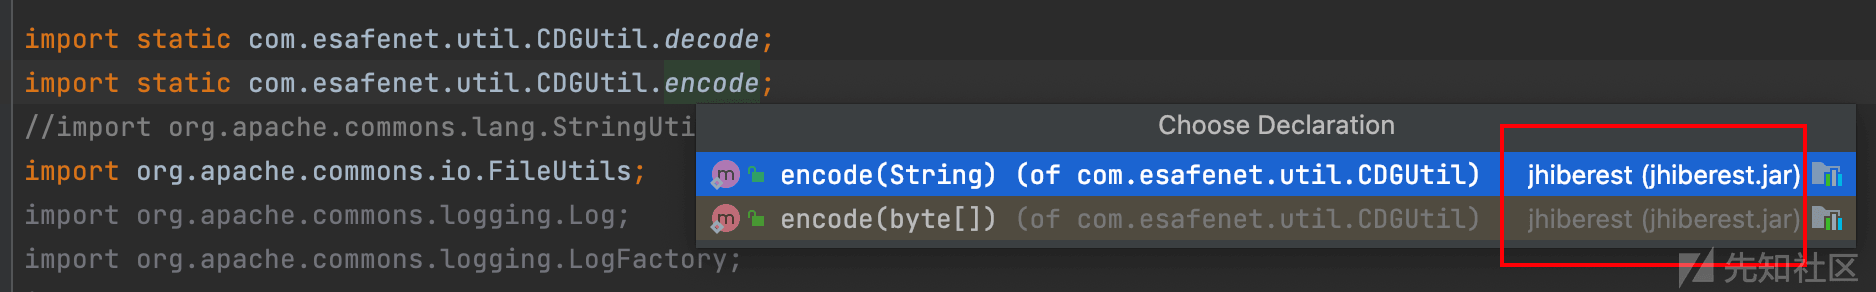 import static com.esafenet.util.CDGUtil.decode;
import static com.esafenet.util.CDGUtil.encode;
//import org.apache.commons.lang.StringUti
Choose Declaration
import org.apache.commons.io.FileUtils;
m encode(String) (of com.esafenet.util.CDGUtil) jhiberest (jhiberest.jar)
import org.apache.commons.logging.Log;
m encode(byte[]) (of com.esafenet.util.CDGUtil) jhiberest (jhiberest.jar)
import org.apache.commons.logging.LogFactory;
先知社区